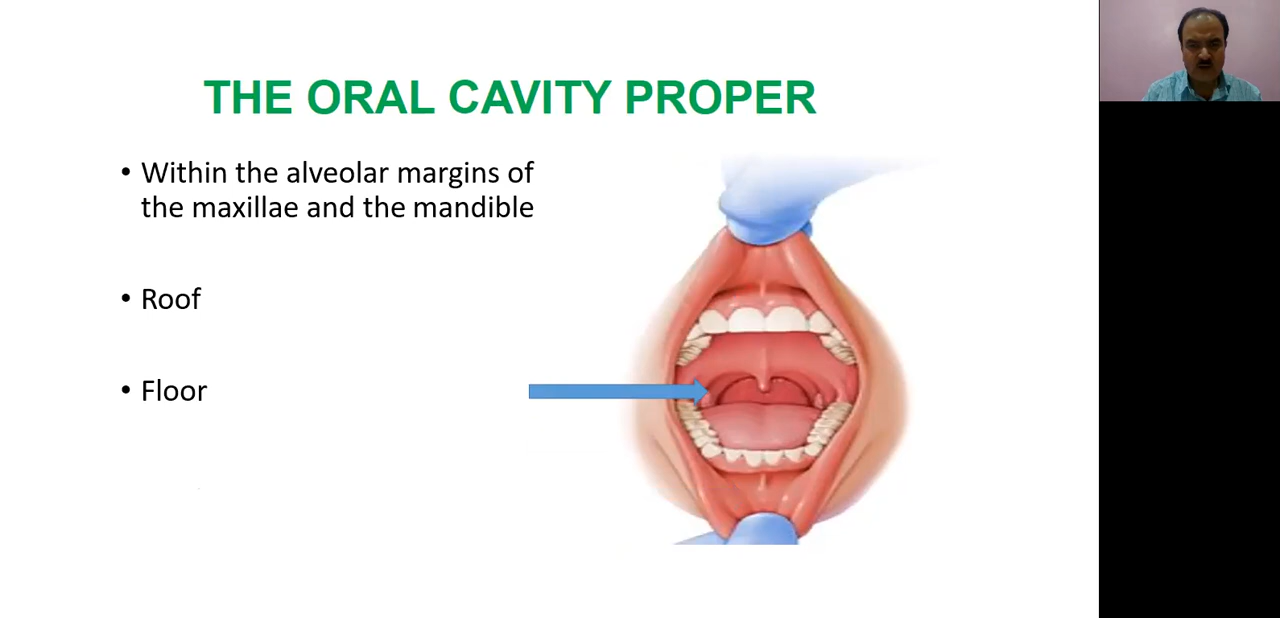 THE ORAL CAVITY PROPER
• Within the alveolar margins of
the maxillae and the mandible
• Roof
• Floor